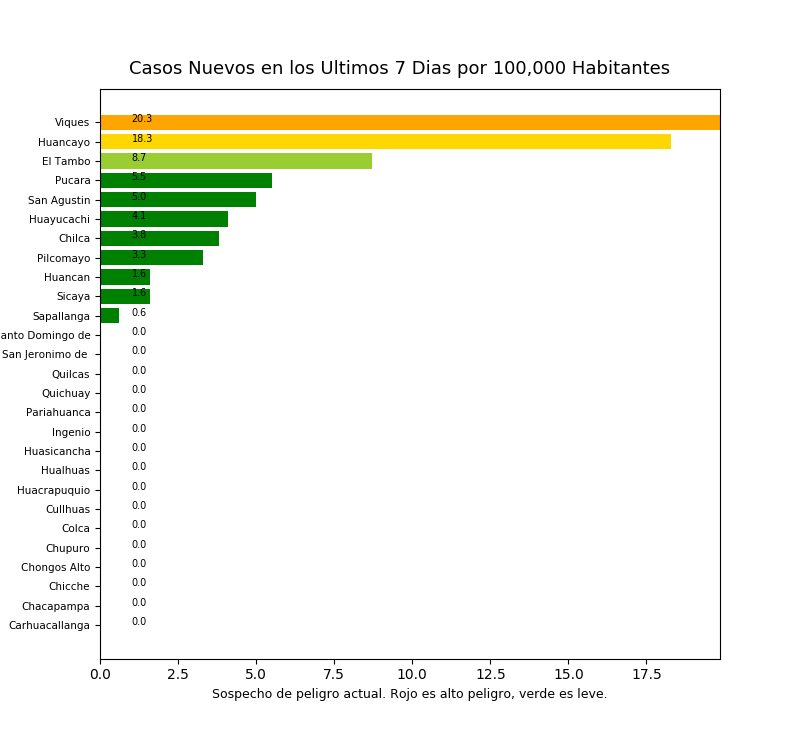 Casos Nuevos en los Ultimos 7 Dias por 100,000 Habitantes
Viques 20.3
Huancayo 18.3
El Tambo 8.7
Pucara 5.5
San Agustin 5.0
Huayucachi 4.1
Chilca 3.8
Pilcomayo 3.3
Huancan 1.6
Sicaya 1.6
Sapallanga 0.6
anto Domingo de 0.0
San Jeronimo de 0.0
Quilcas 0.0
Quichuay 0.0
Pariahuanca 0.0
Ingenio 0.0
Huasicancha 0.0
Hualhuas 0.0
Huacrapuquio 0.0
Cullhuas 0.0
Colca 0.0
Chupuro 0.0
Chongos Alto 0.0
Chicche 0.0
Chacapampa 0.0
Carhuacallanga 0.0
0.0 2.5 5.0 7.5 10.0 12.5 15.0 17.5
Sospecho de peligro actual. Rojo es alto peligro, verde es leve.